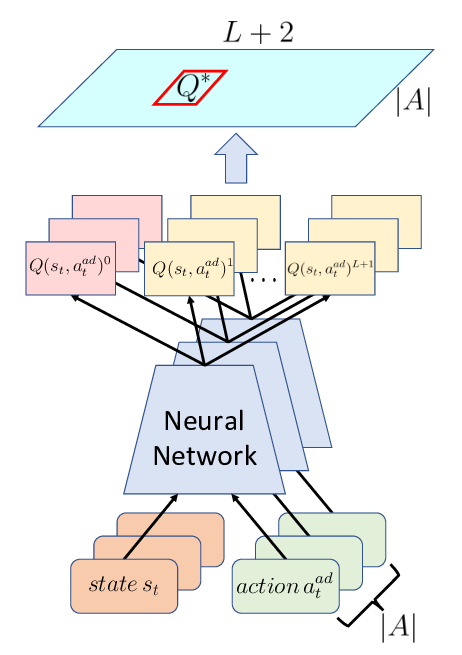 L + 2
Q*
|A|
Q(s_t, a_t^{ad})^0
Q(s_t, a_t^{ad})^1
...
Q(s_t, a_t^{ad})^{L+1}
Neural
Network
state s_t
action a_t^{ad}
|A|